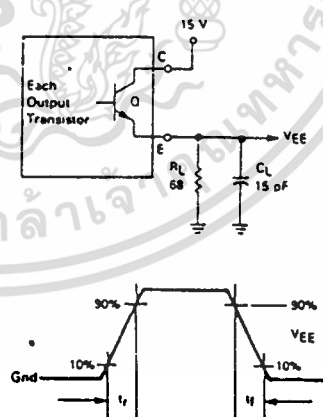 15 V
C
Each
Output
Transistor
Q
E
VEE
RL
68
CL
15 pF
90%
90%
VEE
10%
10%
Gnd
tr
tf